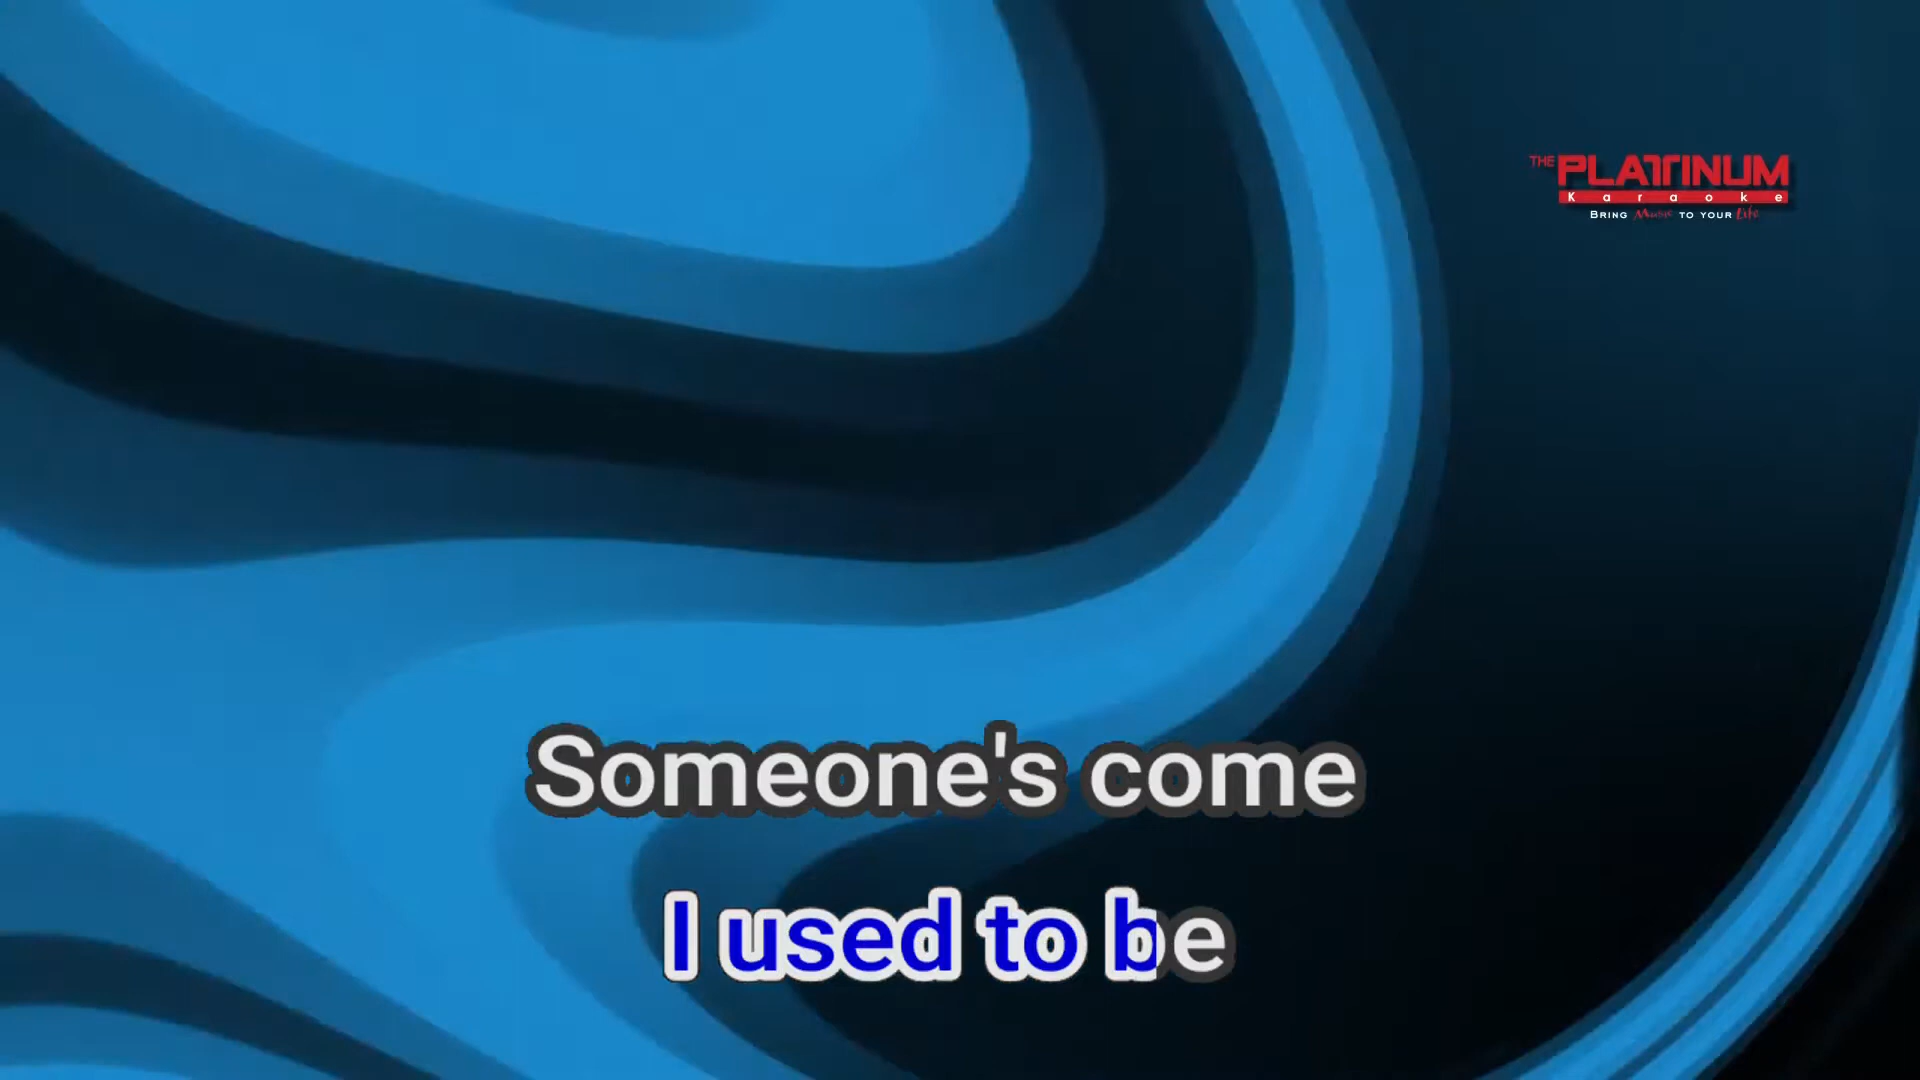 THE PLATINUM
Karaoke
BRING Music TO YOUR Life
Someone's come
I used to be